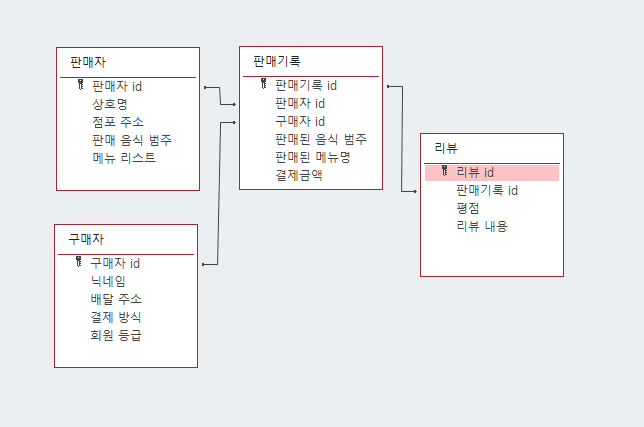 판매자
판매자 id
상호명
점포 주소
판매 음식 범주
메뉴 리스트
판매기록
판매기록 id
판매자 id
구매자 id
판매된 음식 범주
판매된 메뉴명
결제금액
구매자
구매자 id
닉네임
배달 주소
결제 방식
회원 등급
리뷰
리뷰 id
판매기록 id
평점
리뷰 내용